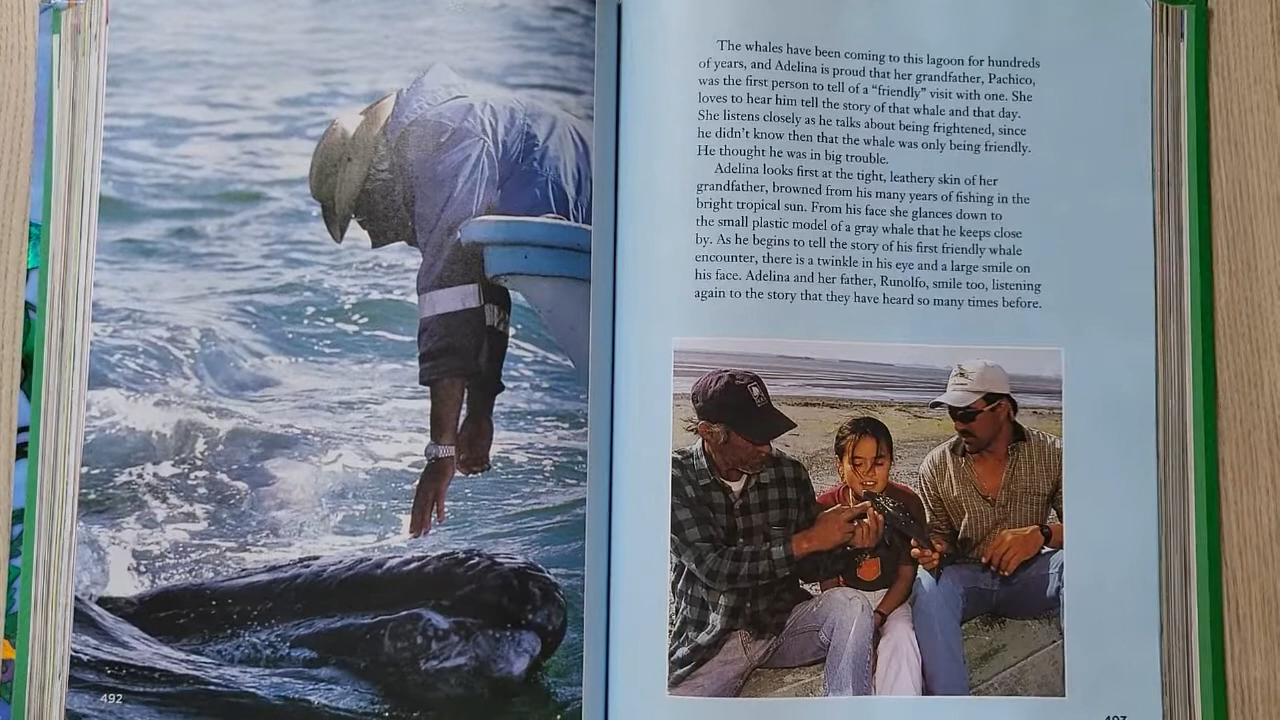 The whales have been coming to this lagoon for hundreds
of years, and Adelina is proud that her grandfather, Pachico,
was the first person to tell of a “friendly” visit with one. She
loves to hear him tell the story of that whale and that day.
She listens closely as he talks about being frightened, since
he didn’t know then that the whale was only being friendly.
He thought he was in big trouble.
Adelina looks first at the tight, leathery skin of her
grandfather, browned from his many years of fishing in the
bright tropical sun. From his face she glances down to
the small plastic model of a gray whale that he keeps close
by. As he begins to tell the story of his first friendly whale
encounter, there is a twinkle in his eye and a large smile on
his face. Adelina and her father, Runolfo, smile too, listening
again to the story that they have heard so many times before.
492